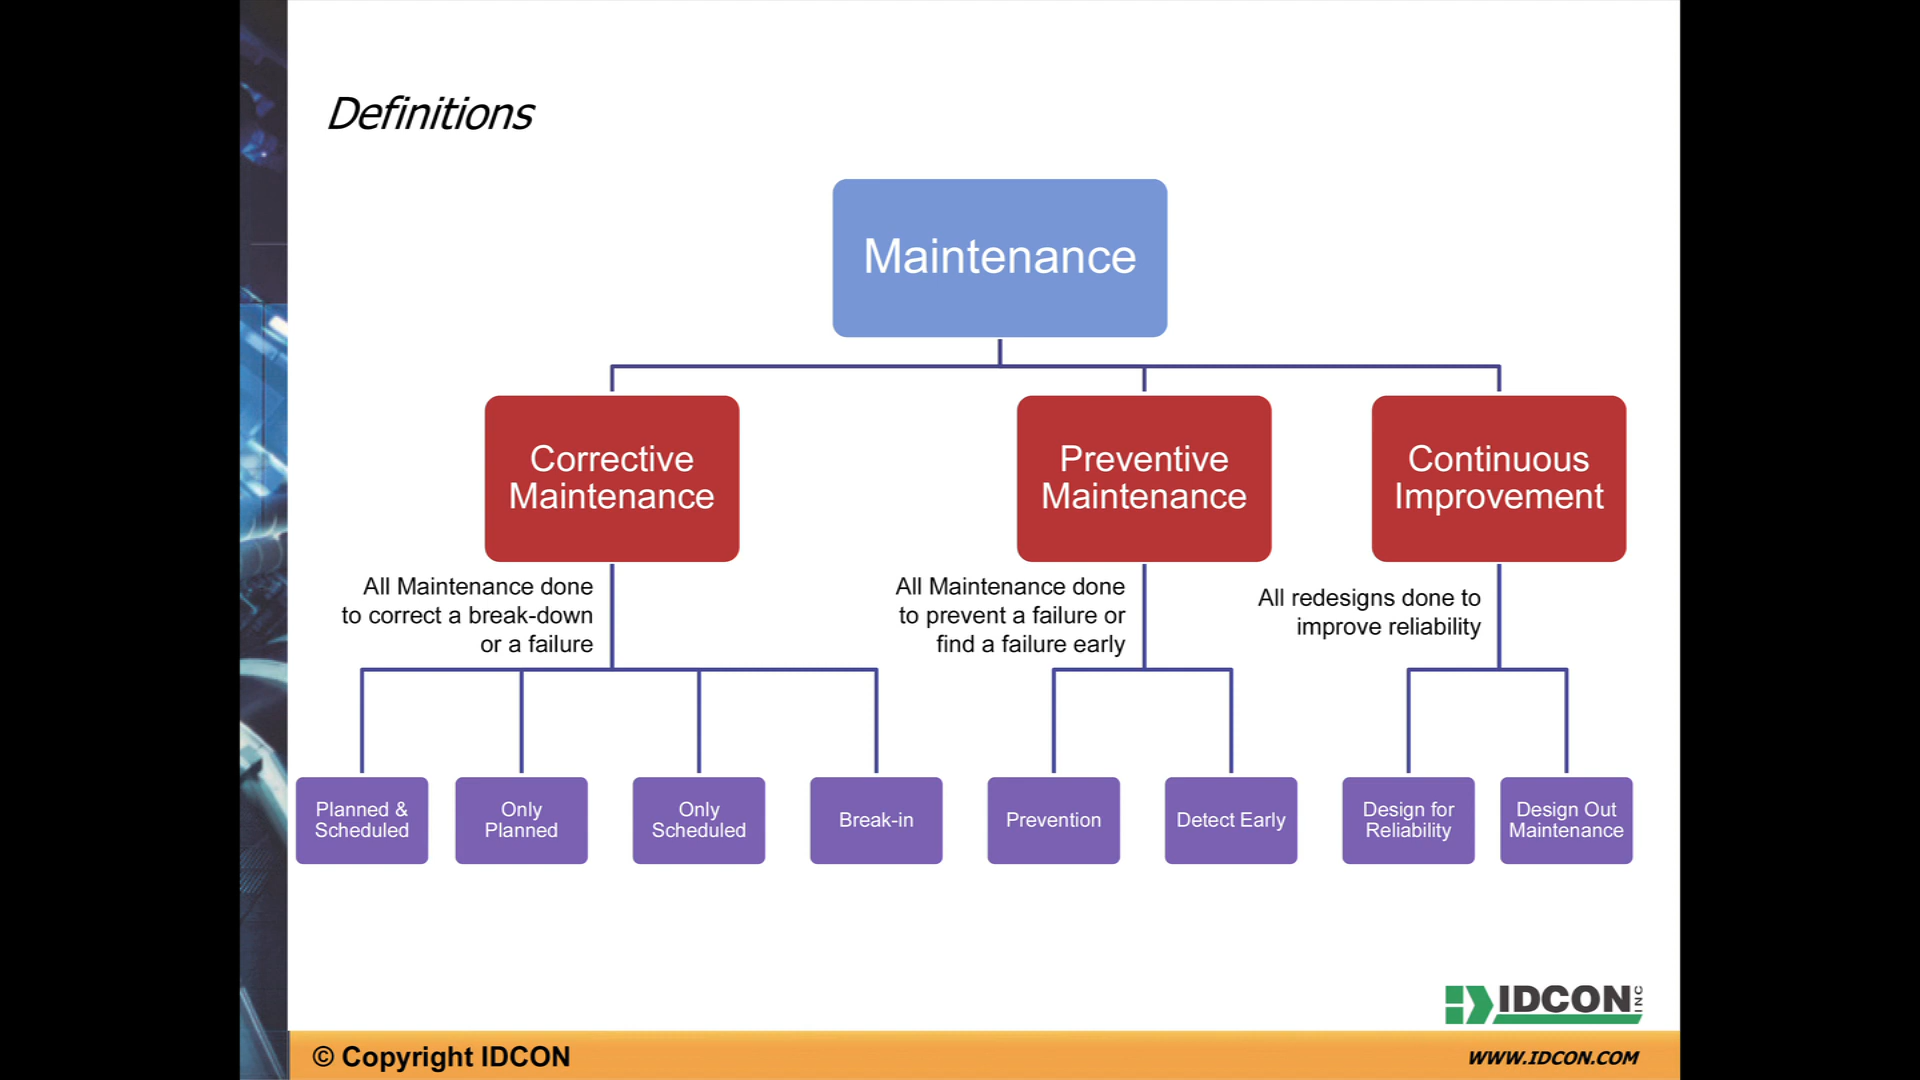 Definitions
Maintenance
Corrective
Maintenance
Preventive
Maintenance
Continuous
Improvement
All Maintenance done
to correct a break-down
or a failure
All Maintenance done
to prevent a failure or
find a failure early
All redesigns done to
improve reliability
Planned &
Scheduled
Only
Planned
Only
Scheduled
Break-in
Prevention
Detect Early
Design for
Reliability
Design Out
Maintenance
IDCON INC
© Copyright IDCON
WWW.IDCON.COM